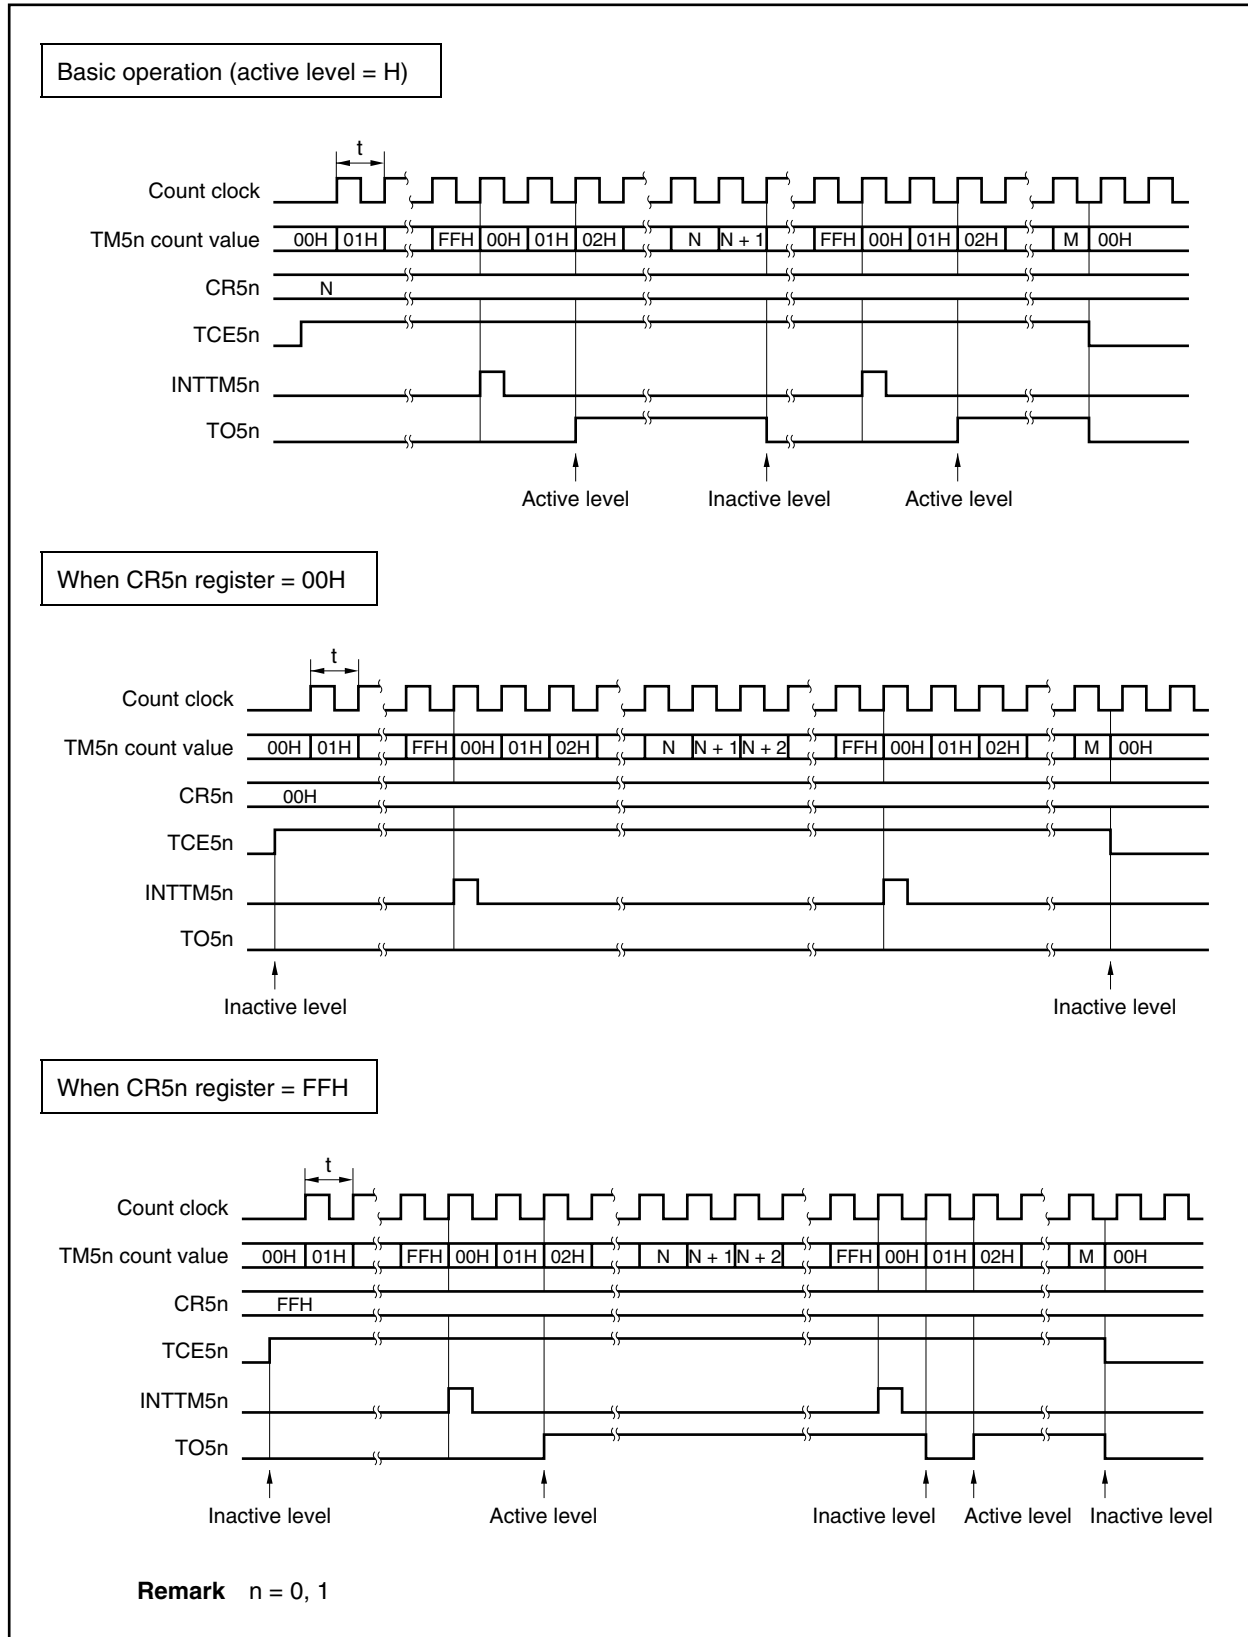 Basic operation (active level = H)
t
Count clock
TM5n count value 00H 01H FFH 00H 01H 02H N N + 1 FFH 00H 01H 02H M 00H
CR5n N
TCE5n
INTTM5n
TO5n
Active level Inactive level Active level
When CR5n register = 00H
t
Count clock
TM5n count value 00H 01H FFH 00H 01H 02H N N + 1 N + 2 FFH 00H 01H 02H M 00H
CR5n 00H
TCE5n
INTTM5n
TO5n
Inactive level Inactive level
When CR5n register = FFH
t
Count clock
TM5n count value 00H 01H FFH 00H 01H 02H N N + 1 N + 2 FFH 00H 01H 02H M 00H
CR5n FFH
TCE5n
INTTM5n
TO5n
Inactive level Active level Inactive level Active level Inactive level
Remark n = 0, 1